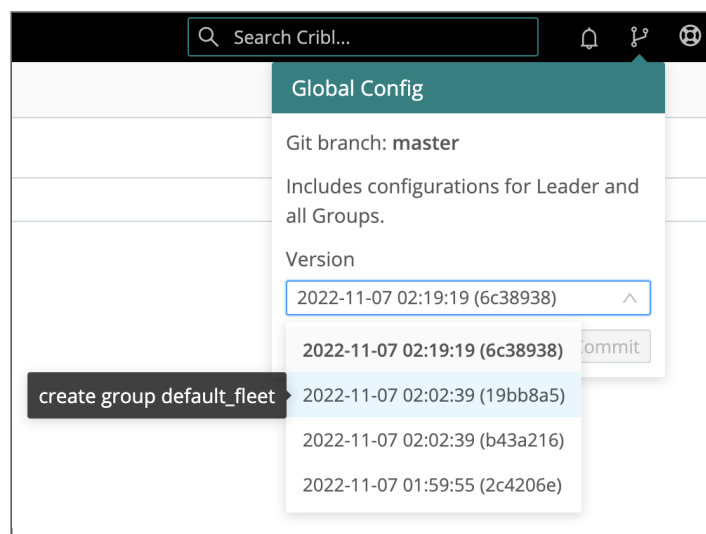 Search Cribl...
Global Config
Git branch: master
Includes configurations for Leader and
all Groups.
Version
2022-11-07 02:19:19 (6c38938)
2022-11-07 02:19:19 (6c38938)
ommit
create group default_fleet
2022-11-07 02:02:39 (19bb8a5)
2022-11-07 02:02:39 (b43a216)
2022-11-07 01:59:55 (2c4206e)